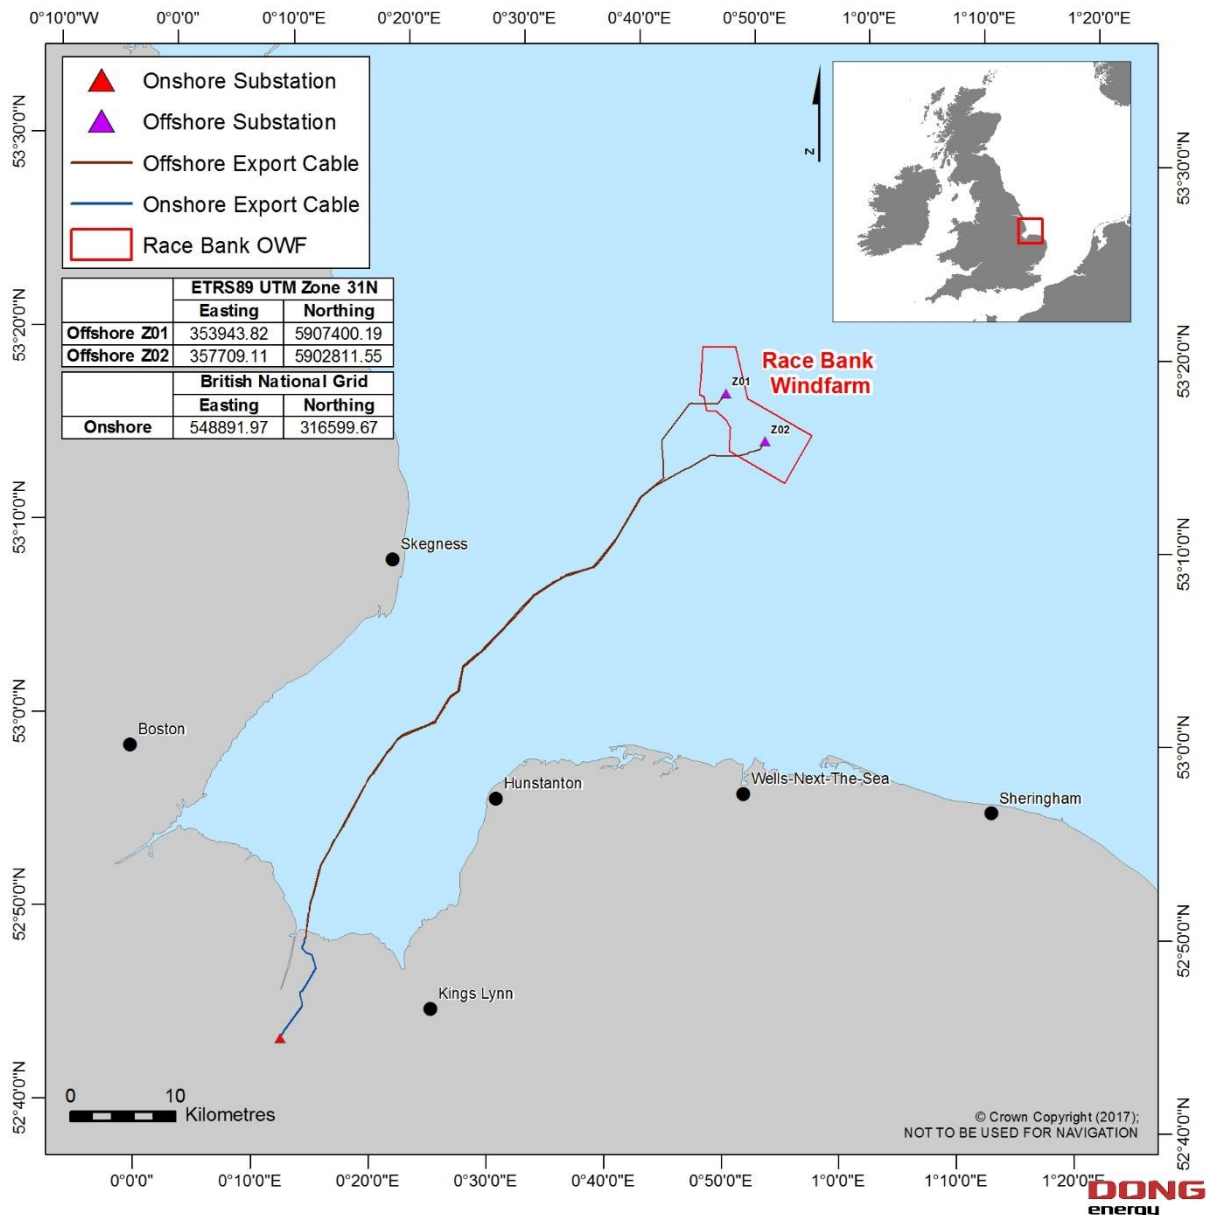 0°10'0"E 0°0'0" 0°10'0"E 0°20'0"E 0°30'0"E 0°40'0"E 0°50'0"E 1°0'0"E 1°10'0"E 1°20'0"E
Onshore Substation
Offshore Substation
Offshore Export Cable
Onshore Export Cable
Race Bank OWF
ETRS89 UTM Zone 31N
Easting Northing
Offshore Z01 353943.82 5907400.19
Offshore Z02 357709.11 5902811.55
British National Grid
Easting Northing
Onshore 548891.97 316599.67
N
53°30'0"N
53°20'0"N
53°10'0"N
53°0'0"N
52°50'0"N
52°40'0"N
Race Bank
Windfarm
Z01
Z02
Skegness
Boston
Hunstanton
Wells-Next-The-Sea
Sheringham
Kings Lynn
53°30'0"N
53°20'0"N
53°10'0"N
53°0'0"N
52°50'0"N
52°40'0"N
0 10
Kilometres
© Crown Copyright (2017);
NOT TO BE USED FOR NAVIGATION
0°0'0" 0°10'0"E 0°20'0"E 0°30'0"E 0°40'0"E 0°50'0"E 1°0'0"E 1°10'0"E 1°20'0"E
DONG
energy